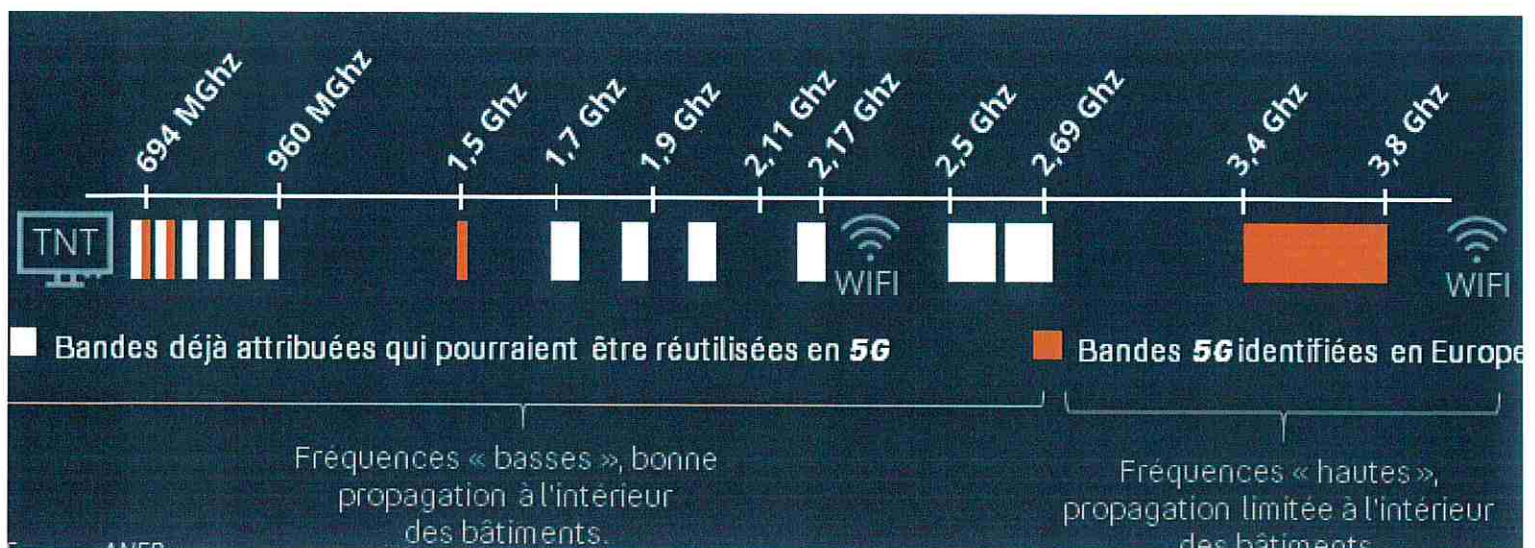 694 MGhz
960 MGhz
1,5 Ghz
1,7 Ghz
1,9 Ghz
2,11 Ghz
2,17 Ghz
2,5 Ghz
2,69 Ghz
3,4 Ghz
3,8 Ghz
TNT
WIFI
WIFI
Bandes déjà attribuées qui pourraient être réutilisées en 5G
Bandes 5G identifiées en Europe
Fréquences « basses », bonne
propagation à l'intérieur
des bâtiments.
Fréquences « hautes »,
propagation limitée à l'intérieur
des bâtiments